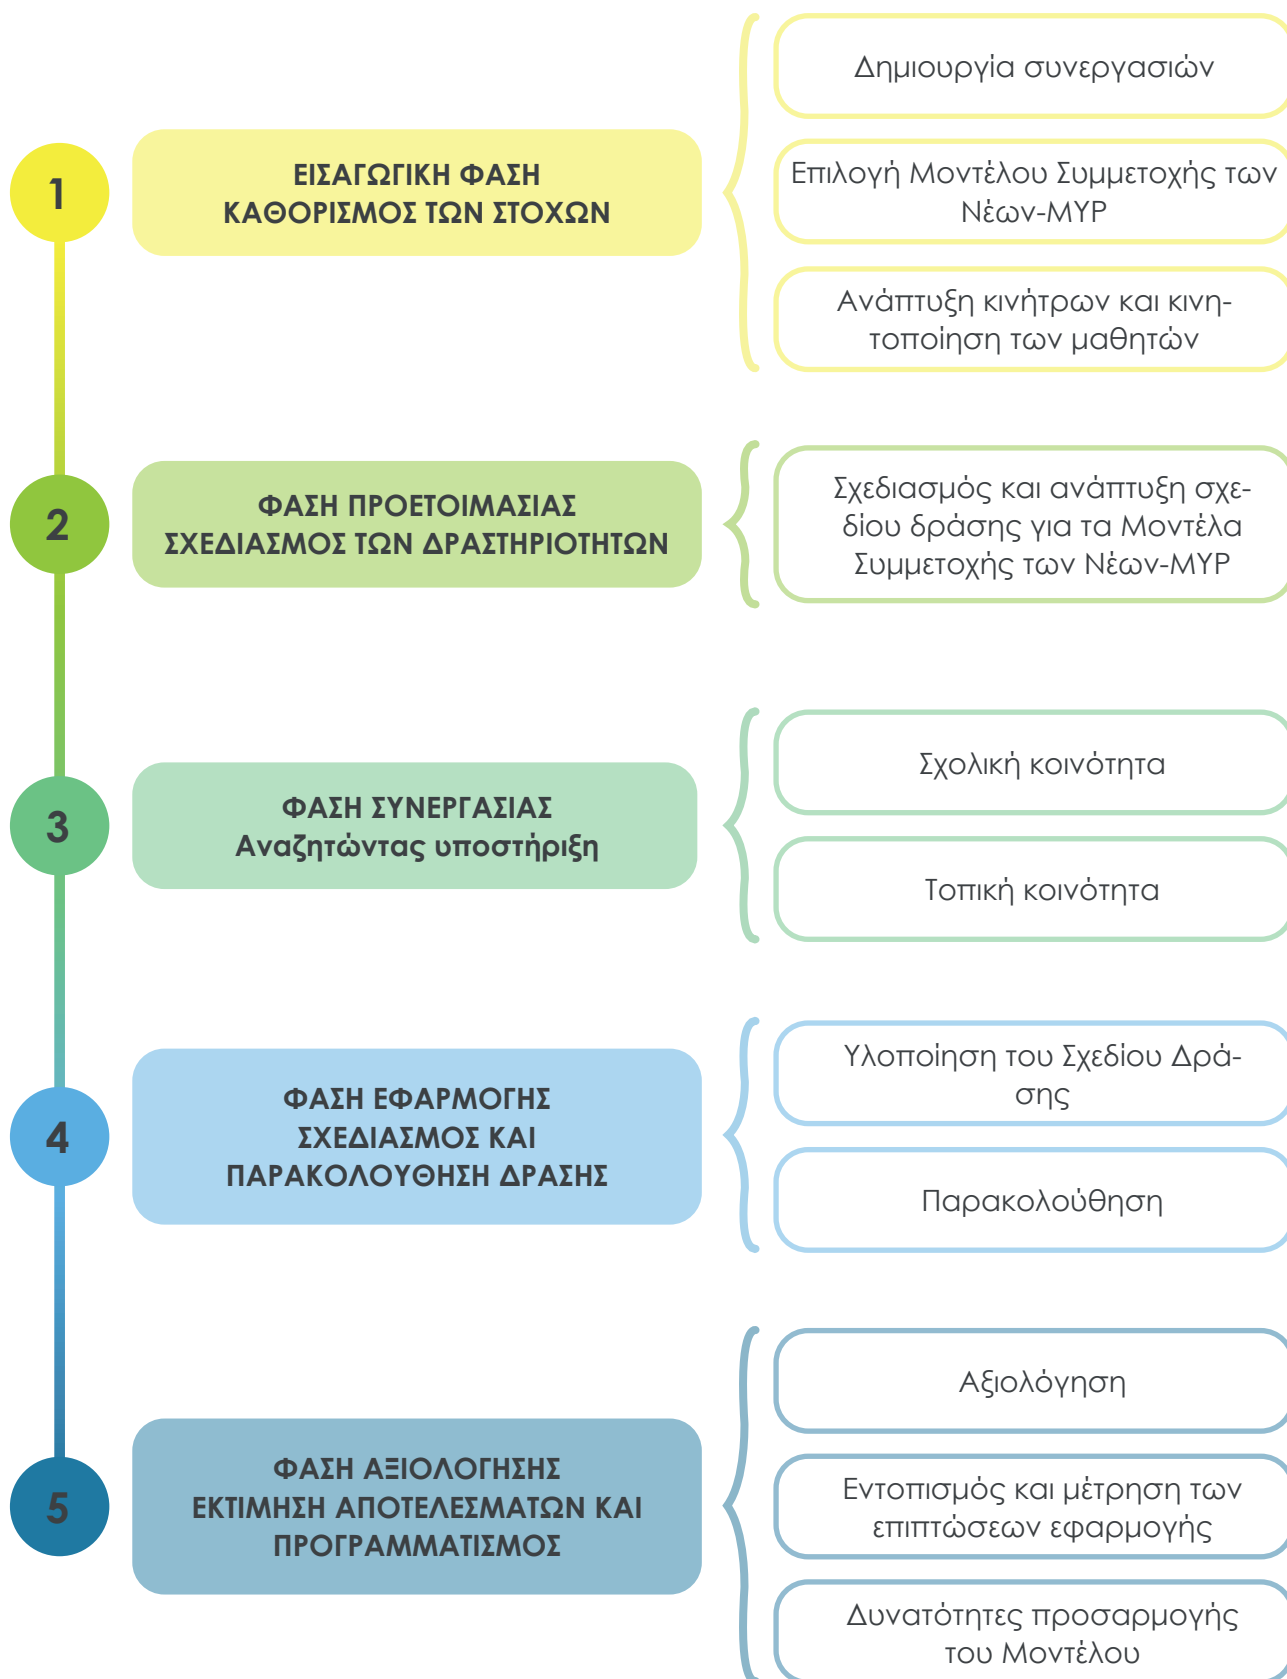 1
ΕΙΣΑΓΩΓΙΚΗ ΦΑΣΗ
ΚΑΘΟΡΙΣΜΟΣ ΤΩΝ ΣΤΟΧΩΝ
Δημιουργία συνεργασιών
Επιλογή Μοντέλου Συμμετοχής των
Νέων-MYP
Ανάπτυξη κινήτρων και κινη-
τοποίηση των μαθητών
2
ΦΑΣΗ ΠΡΟΕΤΟΙΜΑΣΙΑΣ
ΣΧΕΔΙΑΣΜΟΣ ΤΩΝ ΔΡΑΣΤΗΡΙΟΤΗΤΩΝ
Σχεδιασμός και ανάπτυξη σχε-
δίου δράσης για τα Μοντέλα
Συμμετοχής των Νέων-MYP
3
ΦΑΣΗ ΣΥΝΕΡΓΑΣΙΑΣ
Αναζητώντας υποστήριξη
Σχολική κοινότητα
Τοπική κοινότητα
4
ΦΑΣΗ ΕΦΑΡΜΟΓΗΣ
ΣΧΕΔΙΑΣΜΟΣ ΚΑΙ
ΠΑΡΑΚΟΛΟΥΘΗΣΗ ΔΡΑΣΗΣ
Υλοποίηση του Σχεδίου Δρά-
σης
Παρακολούθηση
5
ΦΑΣΗ ΑΞΙΟΛΟΓΗΣΗΣ
ΕΚΤΙΜΗΣΗ ΑΠΟΤΕΛΕΣΜΑΤΩΝ ΚΑΙ
ΠΡΟΓΡΑΜΜΑΤΙΣΜΟΣ
Αξιολόγηση
Εντοπισμός και μέτρηση των
επιπτώσεων εφαρμογής
Δυνατότητες προσαρμογής
του Μοντέλου